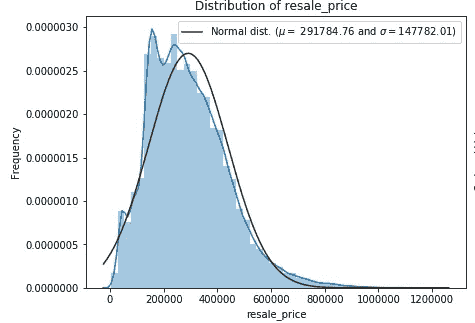 Distribution of resale_price
Normal dist. (μ = 291784.76 and σ = 147782.01)
0.0000030
0.0000025
0.0000020
0.0000015
0.0000010
0.0000005
0.0000000
Frequency
0 200000 400000 600000 800000 1000000 1200000
resale_price